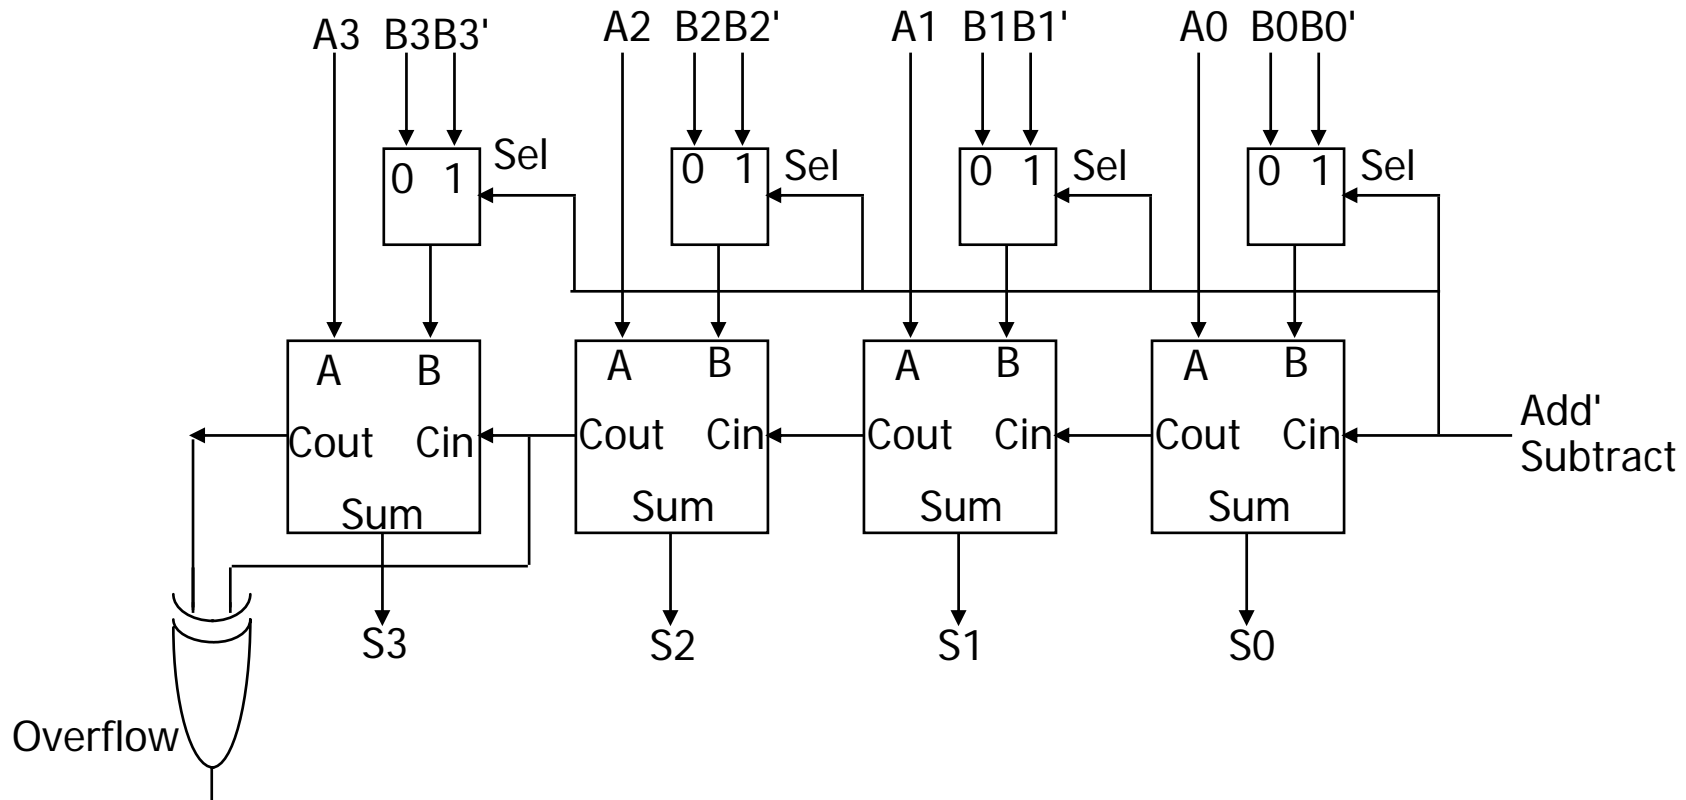 A3 B3B3' A2 B2B2' A1 B1B1' A0 B0B0'
0 1 Sel 0 1 Sel 0 1 Sel 0 1 Sel
A B A B A B A B
Cout Cin Cout Cin Cout Cin Cout Cin
Add'
Subtract
Sum Sum Sum Sum
S3 S2 S1 S0
Overflow